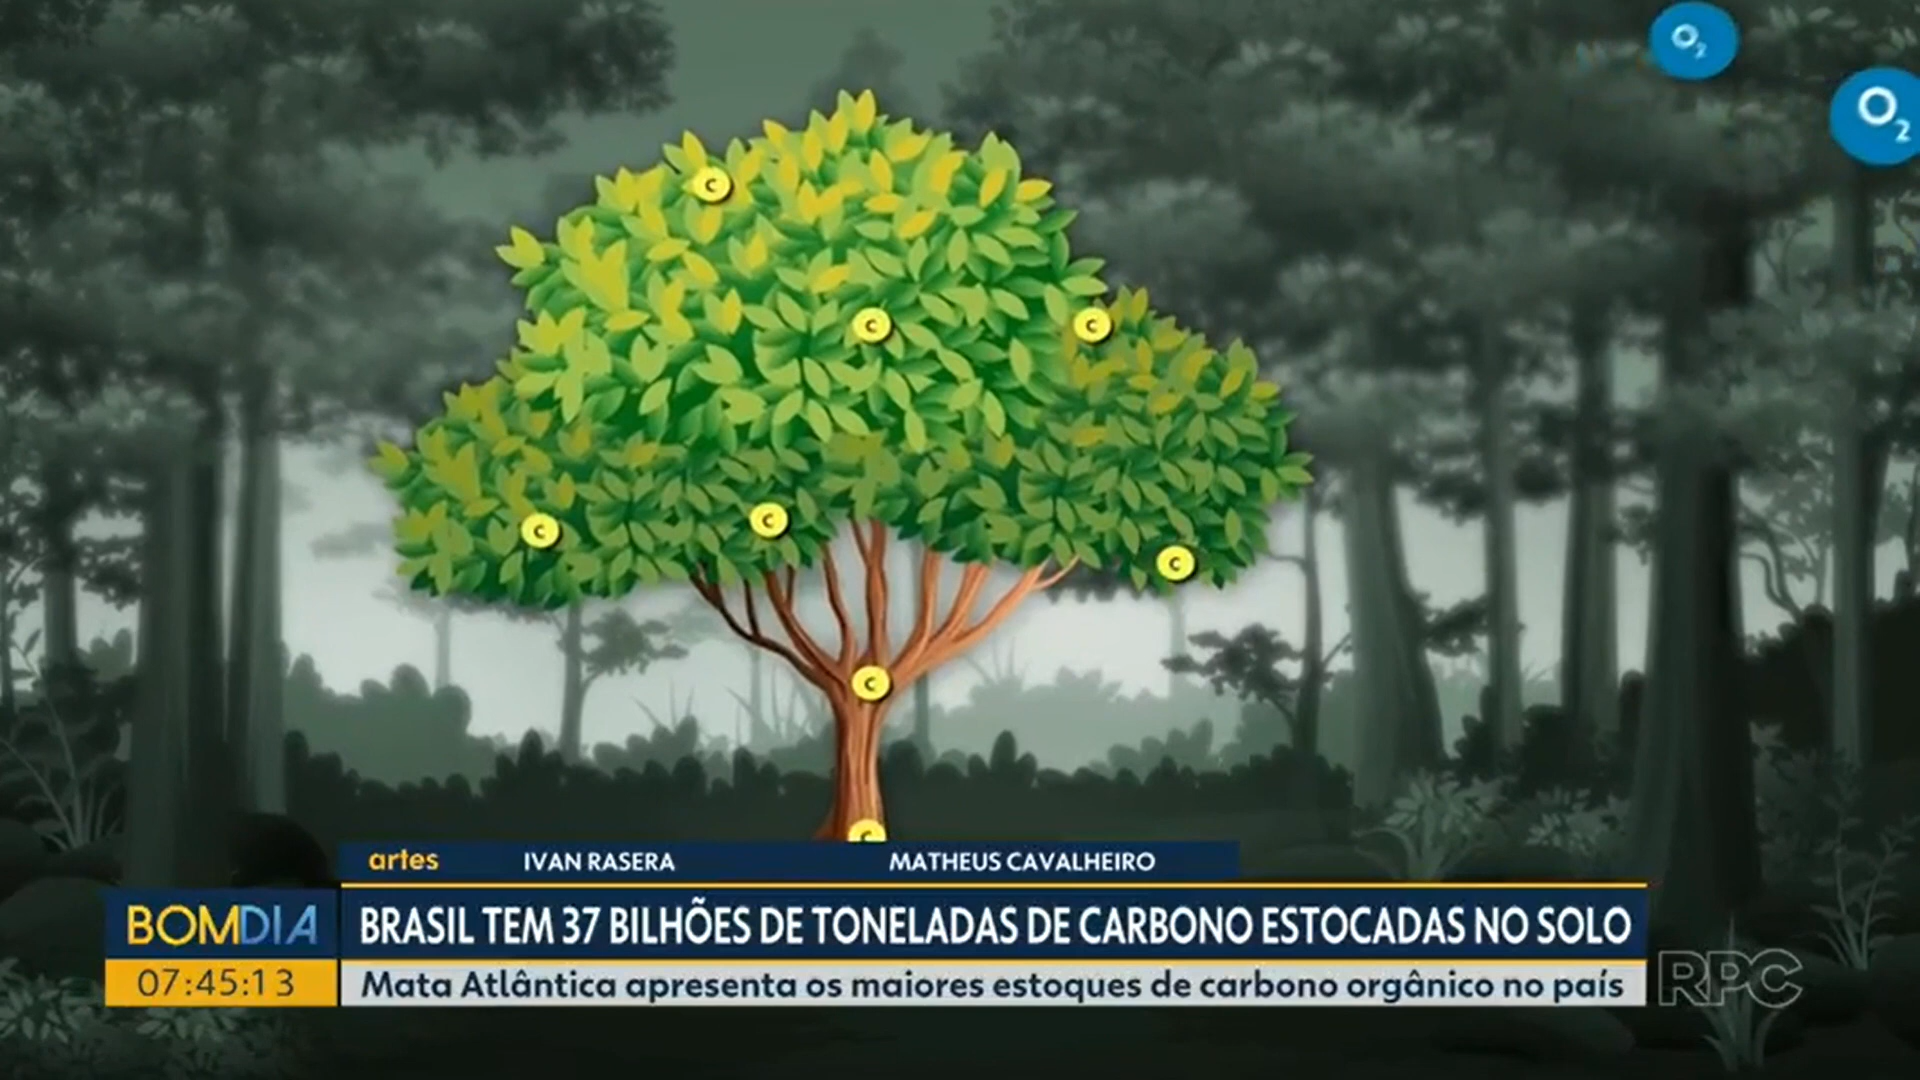 O2
O2
C
C
C
C
C
C
C
C
artes IVAN RASERA MATHEUS CAVALHEIRO
BOMDIA
BRASIL TEM 37 BILHÕES DE TONELADAS DE CARBONO ESTOCADAS NO SOLO
07:45:13
Mata Atlântica apresenta os maiores estoques de carbono orgânico no país
RPC